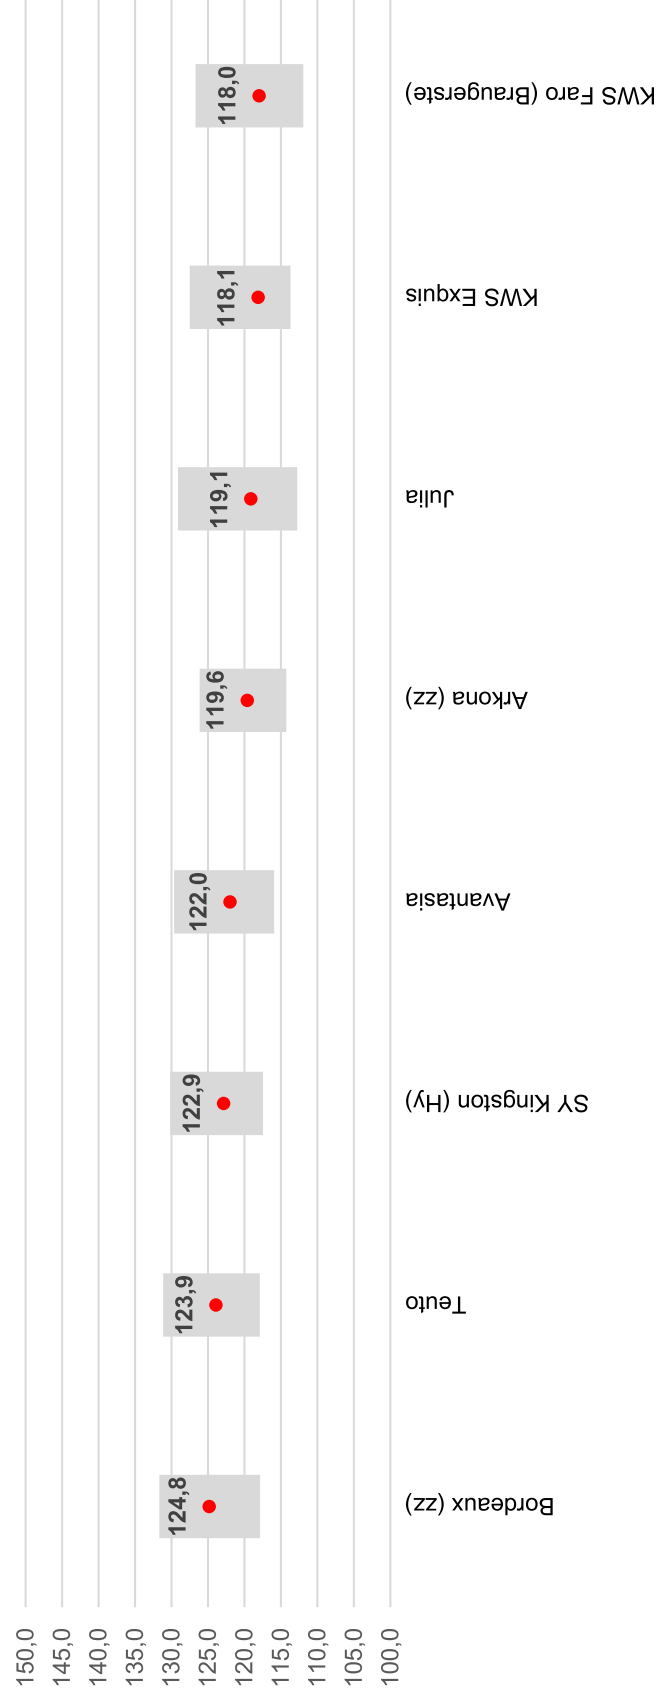 150,0
145,0
140,0
135,0
130,0
125,0
120,0
115,0
110,0
105,0
100,0
124,8
123,9
122,9
122,0
119,6
119,1
118,1
118,0
Bordeaux (zz)
Teuto
SY Kingston (Hy)
Avantasia
Arkona (zz)
Julia
KWS Exquis
KWS Faro (Braugerste)